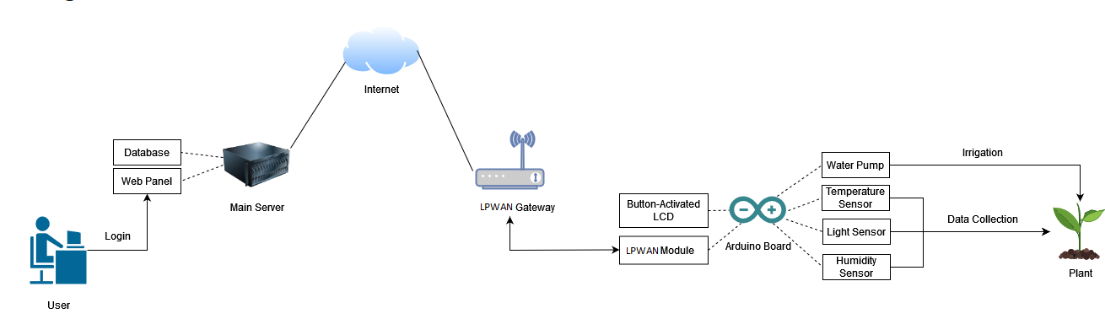 Internet
Database
Web Panel
Main Server
Login
User
LPWAN Gateway
Button-Activated
LCD
LPWAN Module
Arduino Board
Water Pump
Temperature
Sensor
Light Sensor
Humidity
Sensor
Irrigation
Data Collection
Plant